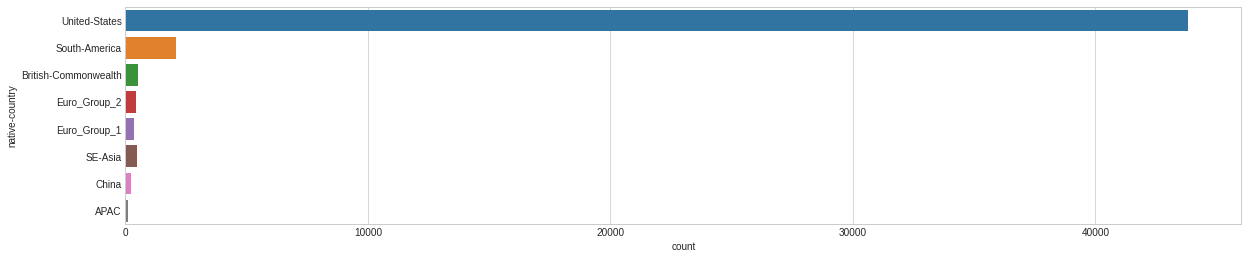 United-States
South-America
British-Commonwealth
Euro_Group_2
Euro_Group_1
SE-Asia
China
APAC
native-country
0 10000 20000 30000 40000
count